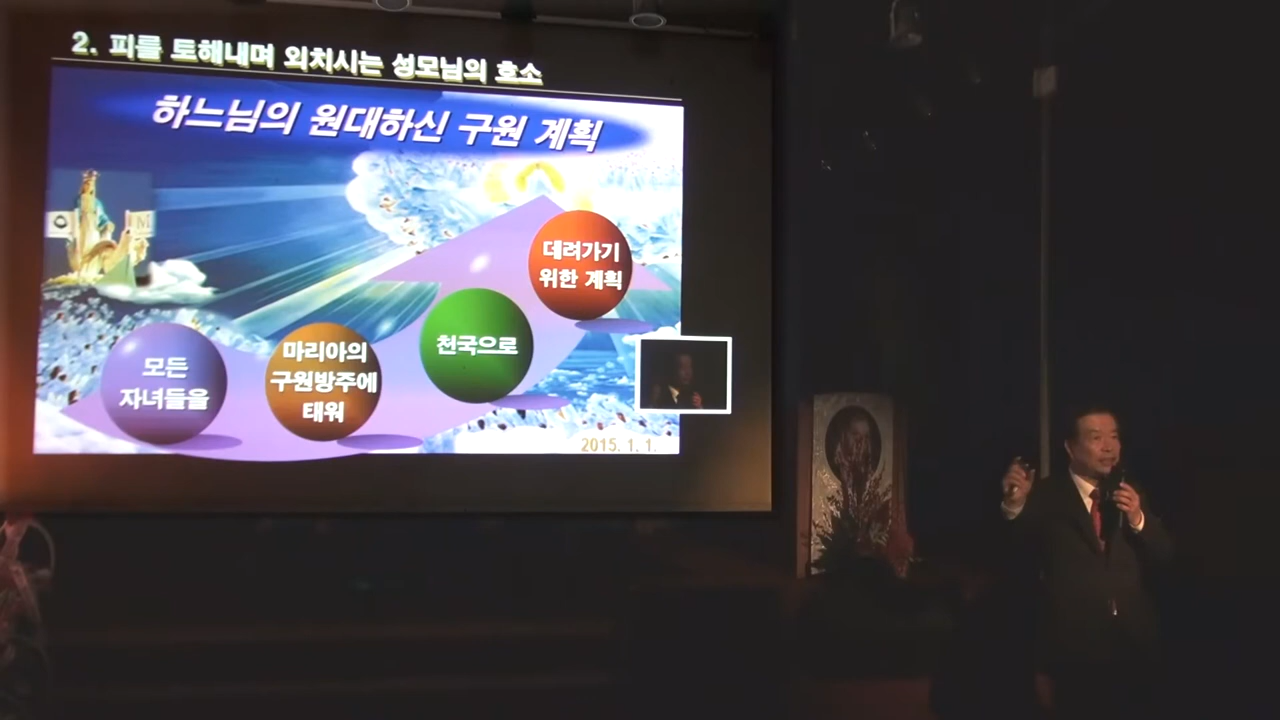 2. 피를 토해내며 외치시는 성모님의 호소
하느님의 원대하신 구원 계획
데려가기
위한 계획
천국으로
마리아의
구원방주에
태워
모든
자녀들을
M
2015. 1. 1.